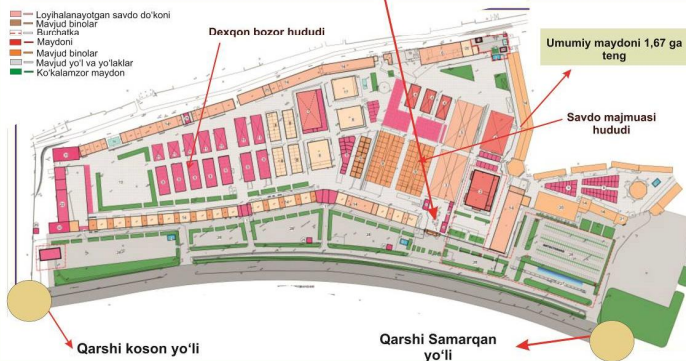 Loyihalanayotgan savdo do'koni
Mavjud binolar
Burchatka
Maydoni
Mavjud binolar
Mavjud yo'l va yo'laklar
Ko'kalamzor maydon
Dexqon bozor hududi
Umumiy maydoni 1,67 ga
teng
Savdo majmuasi
hududi
Qarshi koson yo'li
Qarshi Samarqan
yo'li